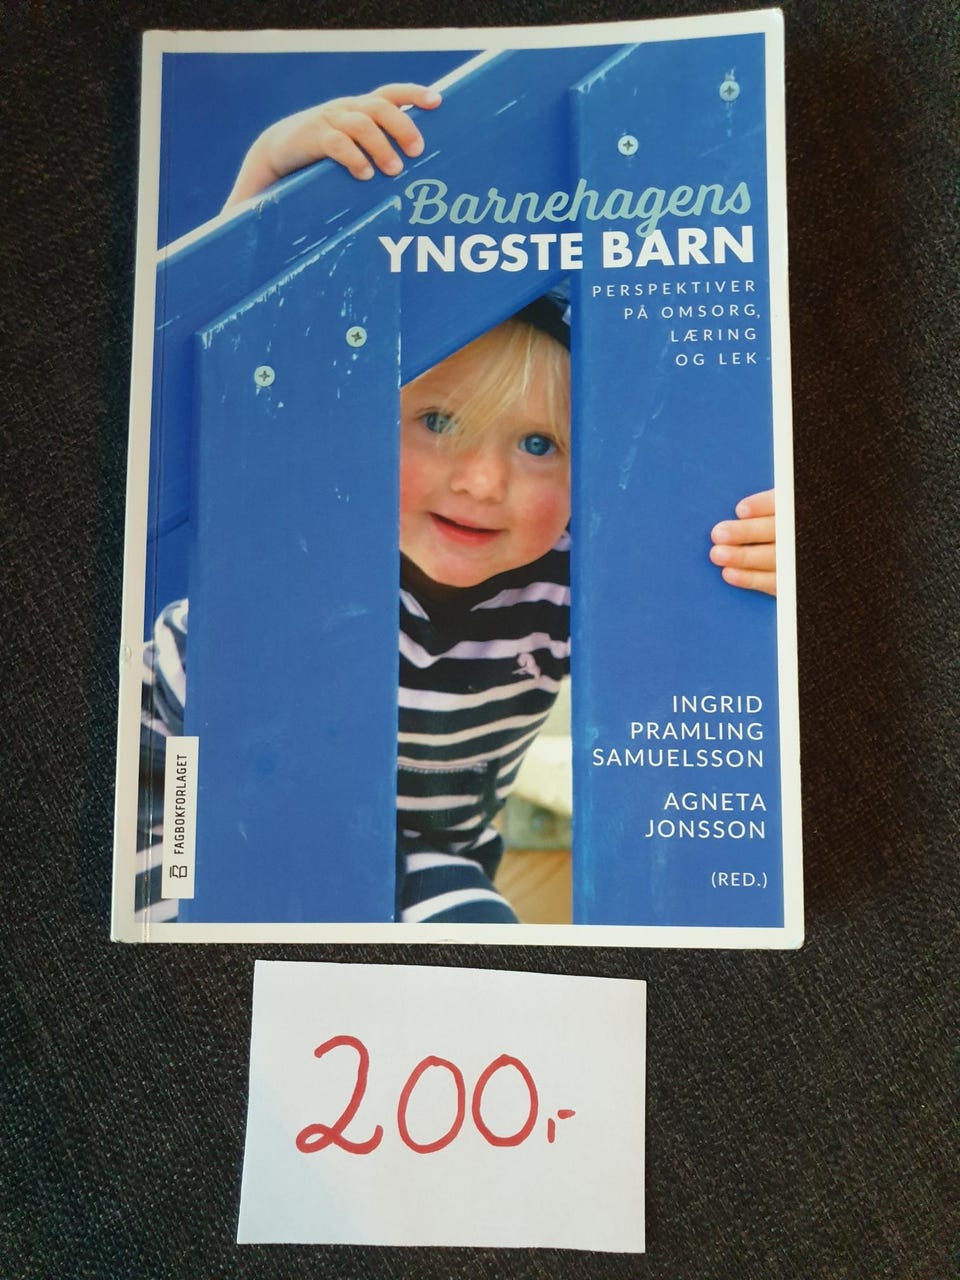 Barnehagens
YNGSTE BARN
PERSPEKTIVER
PÅ OMSORG,
LÆRING
OG LEK
INGRID
PRAMLING
SAMUELSSON
AGNETA
JONSSON
(RED.)
FAGBOKFORLAGET
200,-